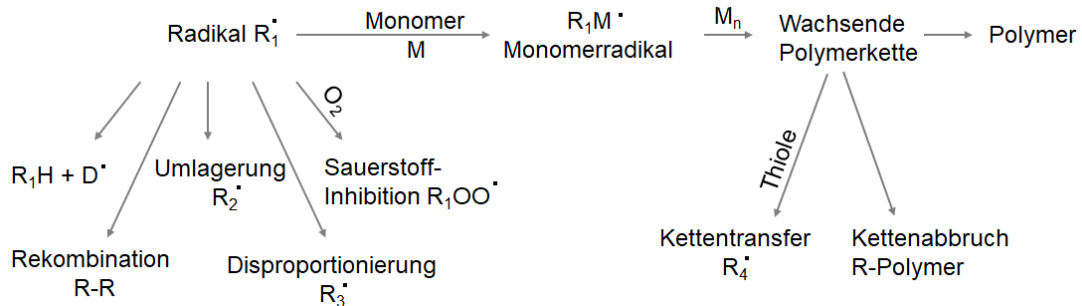 Radikal R₁˙
Monomer
M
R₁M˙
Monomerradikal
Mₙ
Wachsende
Polymerkette
Polymer
O₂
R₁H + D˙
Umlagerung
R₂˙
Sauerstoff-
Inhibition R₁OO˙
Thiole
Rekombination
R-R
Disproportionierung
R₃˙
Kettentransfer
R₄˙
Kettenabbruch
R-Polymer